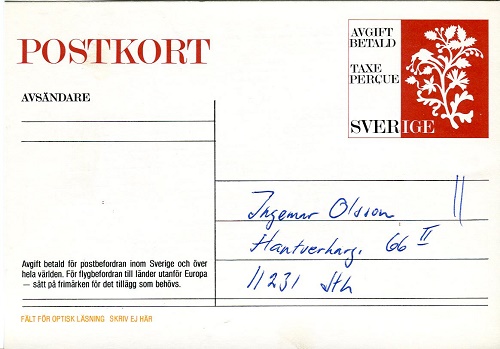 POSTKORT
AVGIFT
BETALD
TAXE
PERÇUE
SVERIGE
AVSÄNDARE
Ingemar Olsson
Hantverkarg. 66 II
11231 Sth
Avgift betald för postbefordran inom Sverige och över
hela världen. För flygbefordran till länder utanför Europa
— sätt på frimärken för det tillägg som behövs.
FÄLT FÖR OPTISK LÄSNING SKRIV EJ HÄR